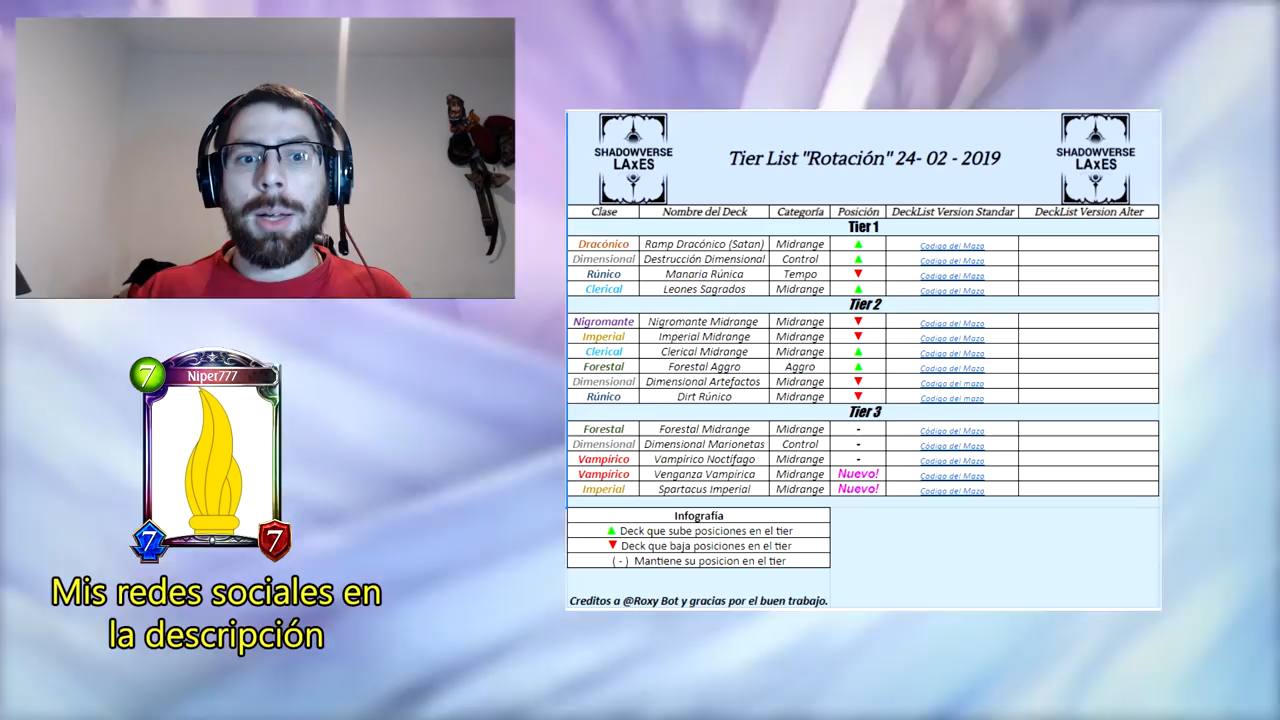 7
Niper777
7
7
Mis redes sociales en
la descripción
SHADOWVERSE
LAxES
Tier List "Rotación" 24- 02 - 2019
SHADOWVERSE
LAxES
Clase Nombre del Deck Categoría Posición DeckList Version Standar DeckList Version Alter
Tier 1
Dracónico Ramp Dracónico (Satan) Midrange ▲ Codigo del Mazo
Dimensional Destrucción Dimensional Control ▲ Codigo del Mazo
Rúnico Manaria Rúnica Tempo ▼ Codigo del Mazo
Clerical Leones Sagrados Midrange ▲ Codigo del Mazo
Tier 2
Nigromante Nigromante Midrange Midrange ▼ Codigo del Mazo
Imperial Imperial Midrange Midrange ▼ Codigo del Mazo
Clerical Clerical Midrange Midrange ▲ Codigo del Mazo
Forestal Forestal Aggro Aggro ▲ Codigo del Mazo
Dimensional Dimensional Artefactos Midrange ▼ Codigo del mazo
Rúnico Dirt Rúnico Midrange ▼ Codigo del mazo
Tier 3
Forestal Forestal Midrange Midrange - Código del Mazo
Dimensional Dimensional Marionetas Control - Código del Mazo
Vampírico Vampírico Noctífago Midrange - Codigo del Mazo
Vampírico Venganza Vampírica Midrange Nuevo! Codigo del Mazo
Imperial Spartacus Imperial Midrange Nuevo! Codigo del Mazo
Infografía
▲ Deck que sube posiciones en el tier
▼ Deck que baja posiciones en el tier
( - ) Mantiene su posicion en el tier
Creditos a @Roxy Bot y gracias por el buen trabajo.